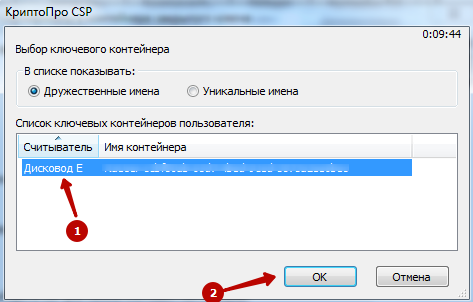 КриптоПро CSP
0:09:44
Выбор ключевого контейнера
В списке показывать:
Дружественные имена Уникальные имена
Список ключевых контейнеров пользователя:
Считыватель Имя контейнера
Дисковод E
1
2
OK Отмена